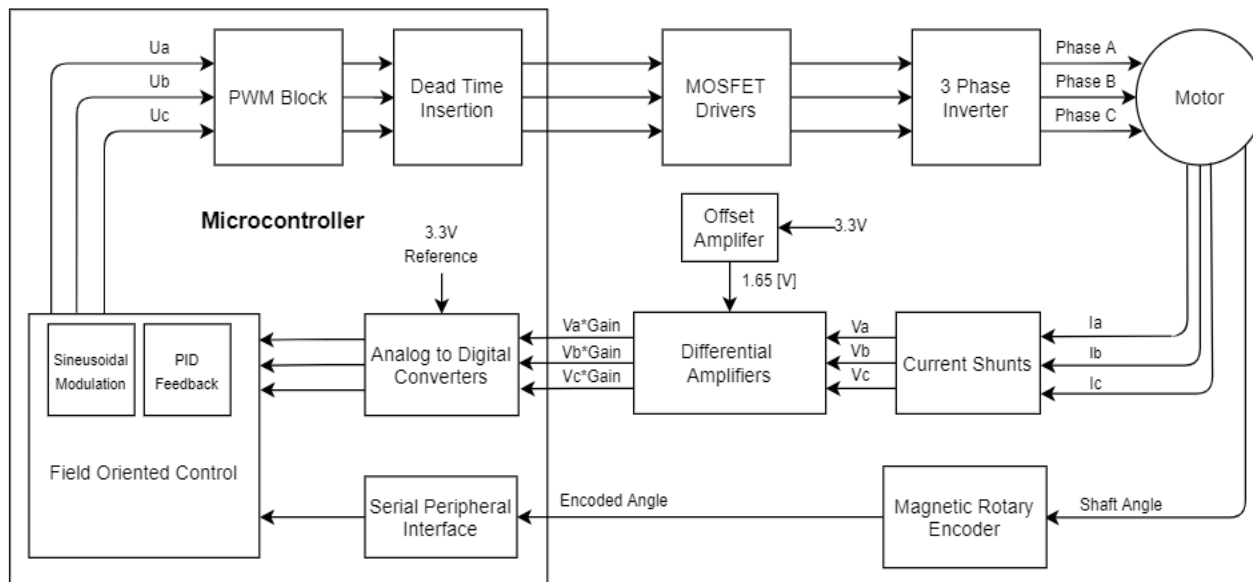 Ua
Ub
Uc
PWM Block
Dead Time
Insertion
MOSFET
Drivers
3 Phase
Inverter
Phase A
Phase B
Phase C
Motor
Microcontroller
3.3V
Reference
Offset
Amplifer
3.3V
1.65 [V]
Sineusoidal
Modulation
PID
Feedback
Field Oriented Control
Analog to Digital
Converters
Va*Gain
Vb*Gain
Vc*Gain
Differential
Amplifiers
Va
Vb
Vc
Current Shunts
Ia
Ib
Ic
Serial Peripheral
Interface
Encoded Angle
Magnetic Rotary
Encoder
Shaft Angle